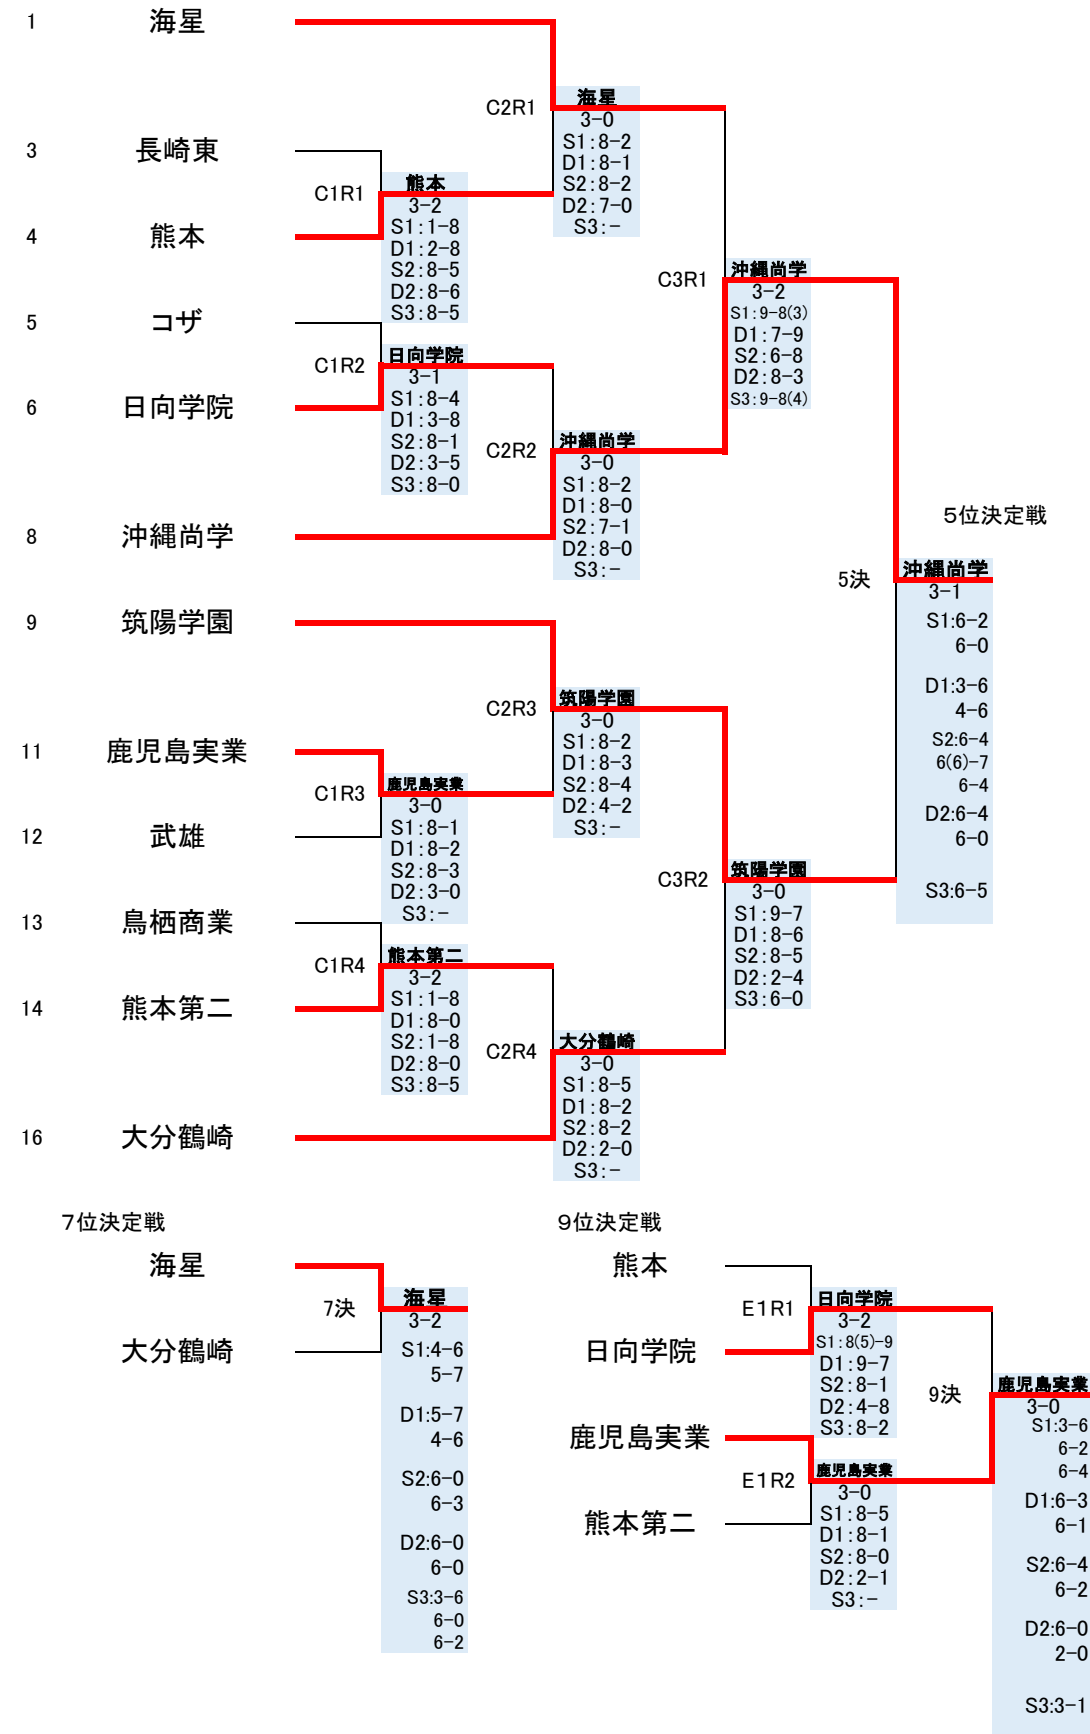 1 海星
C2R1
海星
3-0
S1:8-2
D1:8-1
S2:8-2
D2:7-0
S3:-
3 長崎東
C1R1
熊本
3-2
S1:1-8
D1:2-8
S2:8-5
D2:8-6
S3:8-5
4 熊本
C3R1
沖縄尚学
3-2
S1:9-8(3)
D1:7-9
S2:6-8
D2:8-3
S3:9-8(4)
5 コザ
C1R2
日向学院
3-1
S1:8-4
D1:3-8
S2:8-1
D2:3-5
S3:8-0
6 日向学院
C2R2
沖縄尚学
3-0
S1:8-2
D1:8-0
S2:7-1
D2:8-0
S3:-
8 沖縄尚学
5位決定戦
5決
沖縄尚学
3-1
S1:6-2
6-0
D1:3-6
4-6
S2:6-4
6(6)-7
6-4
D2:6-4
6-0
S3:6-5
9 筑陽学園
C2R3
筑陽学園
3-0
S1:8-2
D1:8-3
S2:8-4
D2:4-2
S3:-
11 鹿児島実業
C1R3
鹿児島実業
3-0
S1:8-1
D1:8-2
S2:8-3
D2:3-0
S3:-
12 武雄
C3R2
筑陽学園
3-0
S1:9-7
D1:8-6
S2:8-5
D2:2-4
S3:6-0
13 鳥栖商業
C1R4
熊本第二
3-2
S1:1-8
D1:8-0
S2:1-8
D2:8-0
S3:8-5
14 熊本第二
C2R4
大分鶴崎
3-0
S1:8-5
D1:8-2
S2:8-2
D2:2-0
S3:-
16 大分鶴崎
7位決定戦
海星
7決
大分鶴崎
海星
3-2
S1:4-6
5-7
D1:5-7
4-6
S2:6-0
6-3
D2:6-0
6-0
S3:3-6
6-0
6-2
9位決定戦
熊本
E1R1
日向学院
日向学院
3-2
S1:8(5)-9
D1:9-7
S2:8-1
D2:4-8
S3:8-2
鹿児島実業
E1R2
熊本第二
鹿児島実業
3-0
S1:8-5
D1:8-1
S2:8-0
D2:2-1
S3:-
9決
鹿児島実業
3-0
S1:3-6
6-2
6-4
D1:6-3
6-1
S2:6-4
6-2
D2:6-0
2-0
S3:3-1